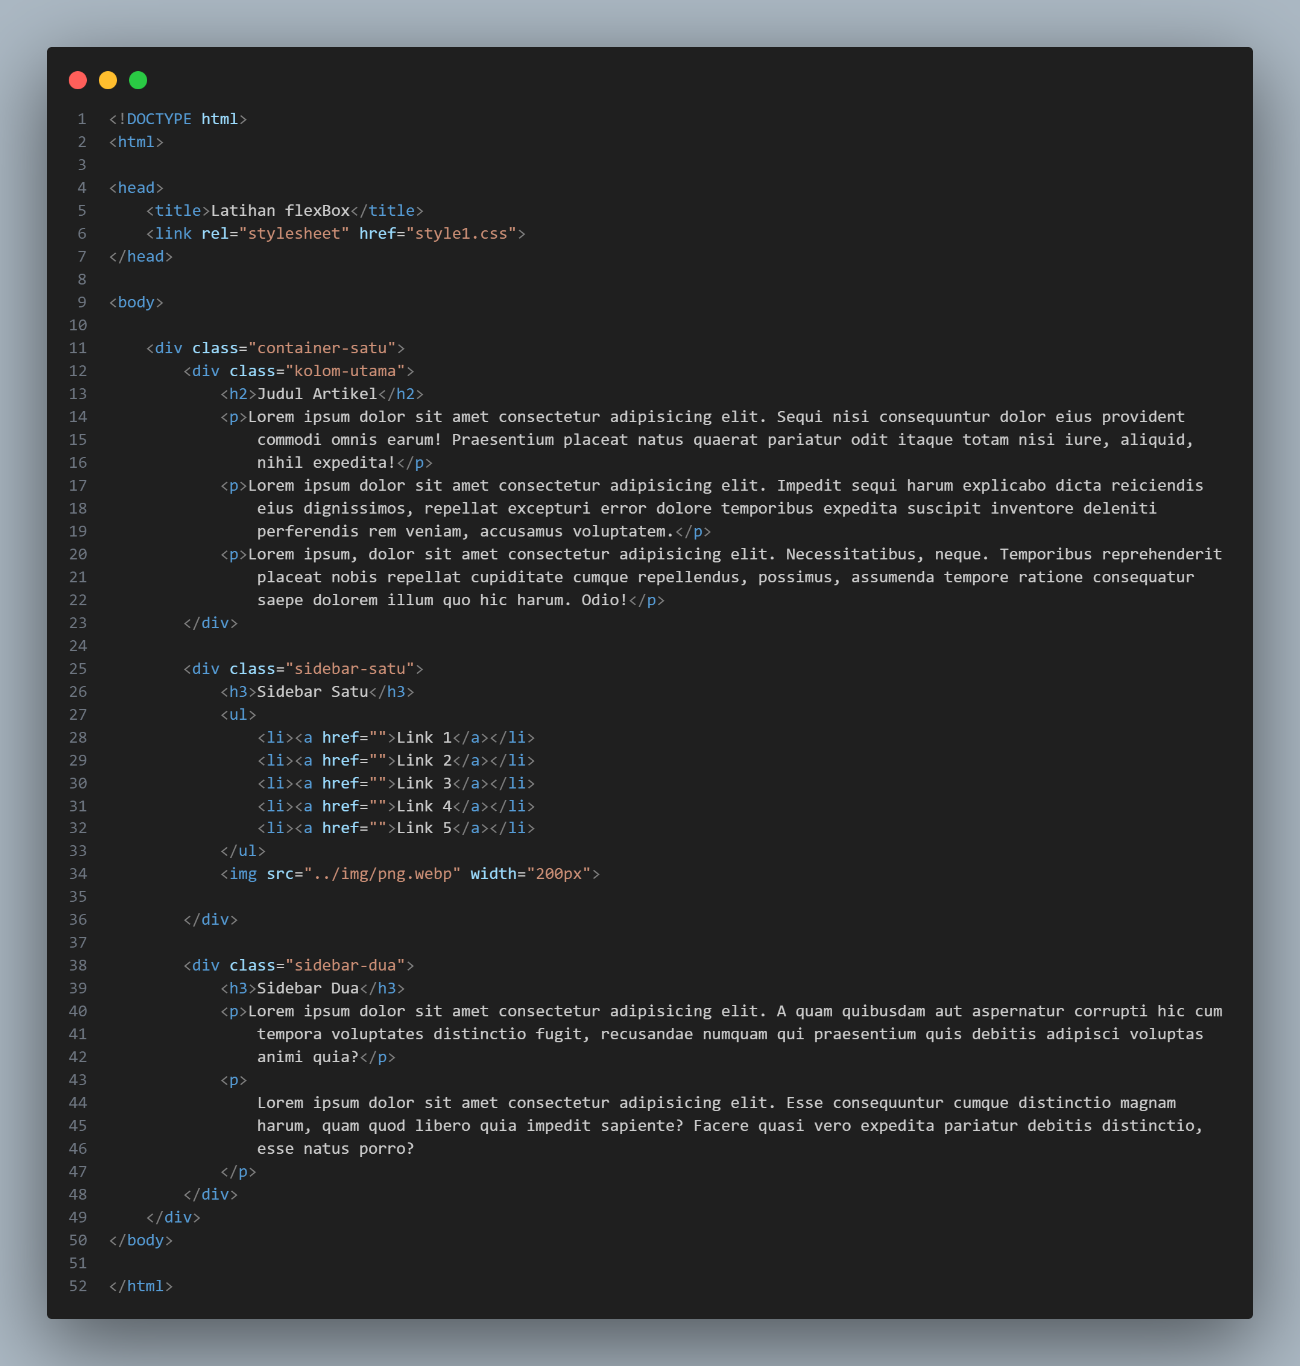 1 <!DOCTYPE html>
2 <html>
3
4 <head>
5     <title>Latihan flexBox</title>
6     <link rel="stylesheet" href="style1.css">
7 </head>
8
9 <body>
10
11     <div class="container-satu">
12         <div class="kolom-utama">
13             <h2>Judul Artikel</h2>
14             <p>Lorem ipsum dolor sit amet consectetur adipisicing elit. Sequi nisi consequuntur dolor eius provident
15                 commodi omnis earum! Praesentium placeat natus quaerat pariatur odit itaque totam nisi iure, aliquid,
16                 nihil expedita!</p>
17             <p>Lorem ipsum dolor sit amet consectetur adipisicing elit. Impedit sequi harum explicabo dicta reiciendis
18                 eius dignissimos, repellat excepturi error dolore temporibus expedita suscipit inventore deleniti
19                 perferendis rem veniam, accusamus voluptatem.</p>
20             <p>Lorem ipsum, dolor sit amet consectetur adipisicing elit. Necessitatibus, neque. Temporibus reprehenderit
21                 placeat nobis repellat cupiditate cumque repellendus, possimus, assumenda tempore ratione consequatur
22                 saepe dolorem illum quo hic harum. Odio!</p>
23         </div>
24
25         <div class="sidebar-satu">
26             <h3>Sidebar Satu</h3>
27             <ul>
28                 <li><a href="">Link 1</a></li>
29                 <li><a href="">Link 2</a></li>
30                 <li><a href="">Link 3</a></li>
31                 <li><a href="">Link 4</a></li>
32                 <li><a href="">Link 5</a></li>
33             </ul>
34             <img src="../img/png.webp" width="200px">
35
36         </div>
37
38         <div class="sidebar-dua">
39             <h3>Sidebar Dua</h3>
40             <p>Lorem ipsum dolor sit amet consectetur adipisicing elit. A quam quibusdam aut aspernatur corrupti hic cum
41                 tempora voluptates distinctio fugit, recusandae numquam qui praesentium quis debitis adipisci voluptas
42                 animi quia?</p>
43             <p>
44                 Lorem ipsum dolor sit amet consectetur adipisicing elit. Esse consequuntur cumque distinctio magnam
45                 harum, quam quod libero quia impedit sapiente? Facere quasi vero expedita pariatur debitis distinctio,
46                 esse natus porro?
47             </p>
48         </div>
49     </div>
50 </body>
51
52 </html>